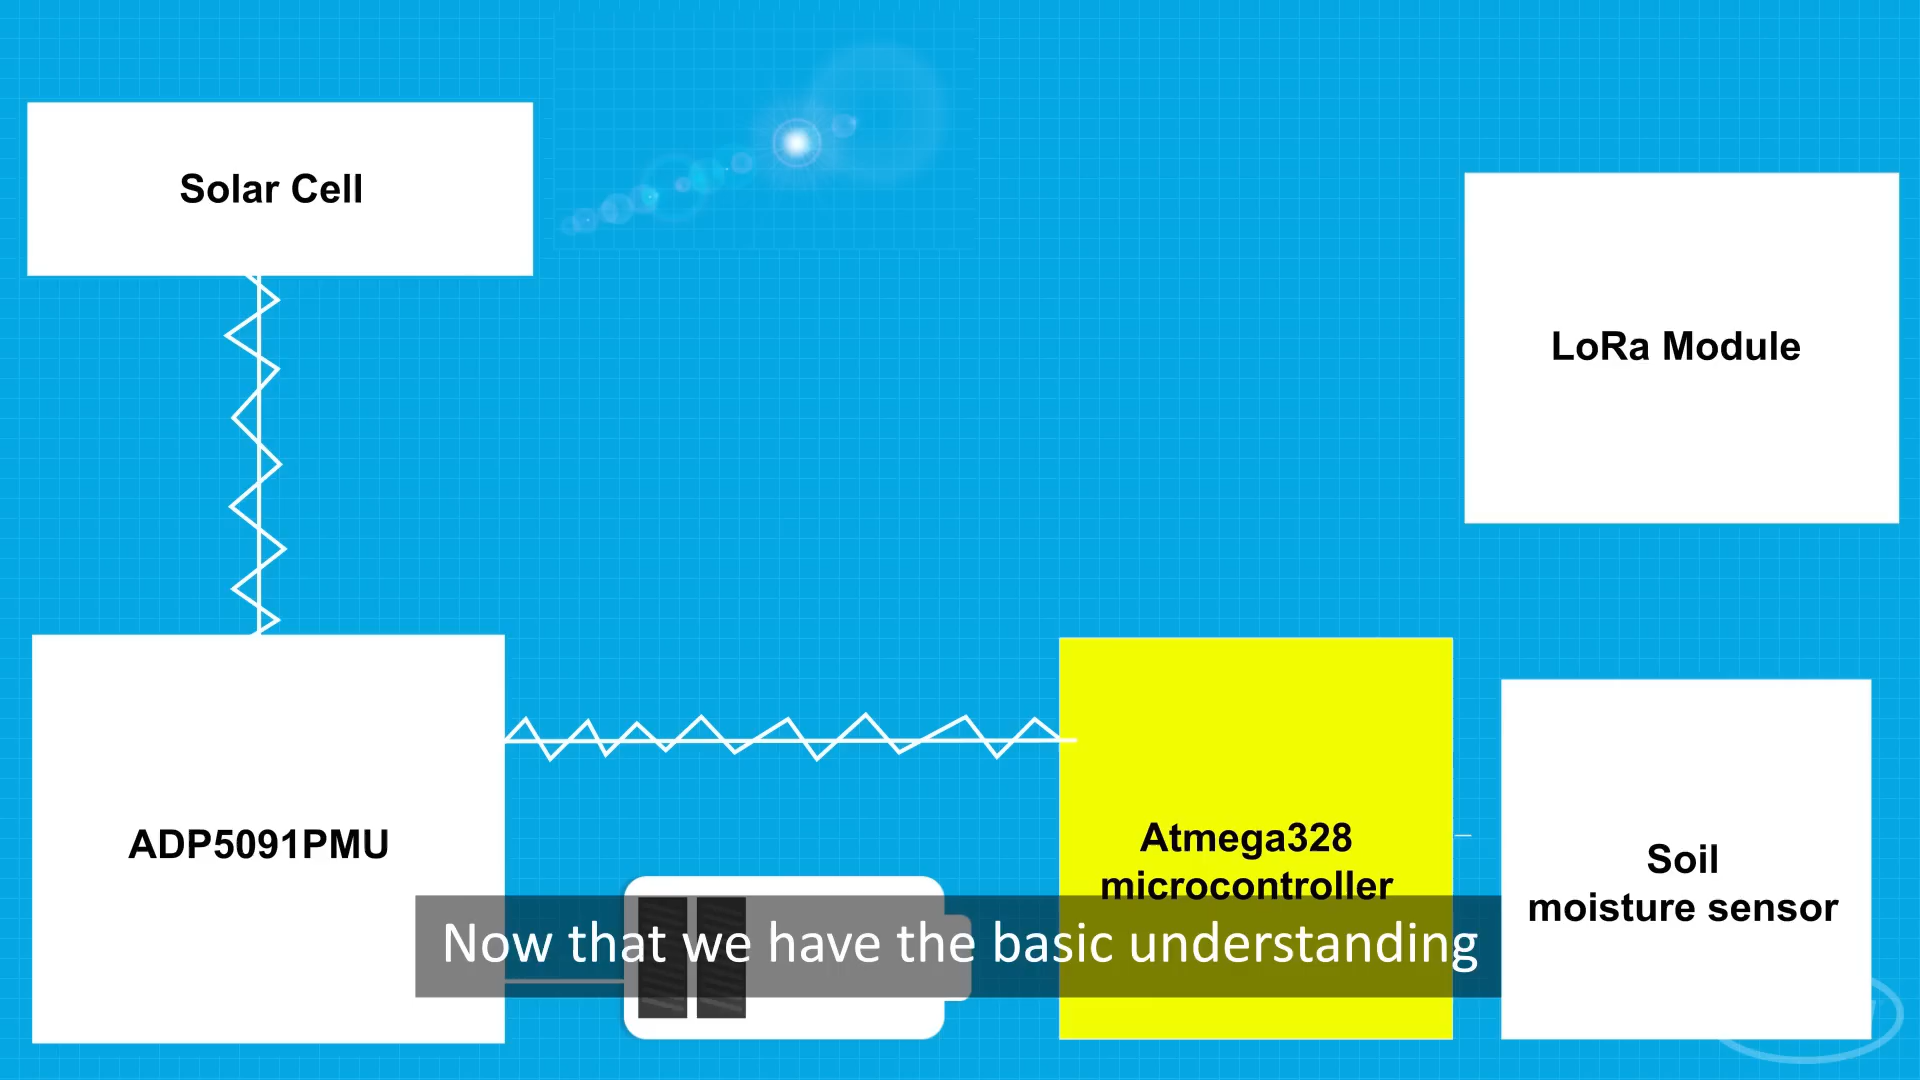 Solar Cell
LoRa Module
ADP5091PMU
Atmega328
microcontroller
Soil
moisture sensor
Now that we have the basic understanding